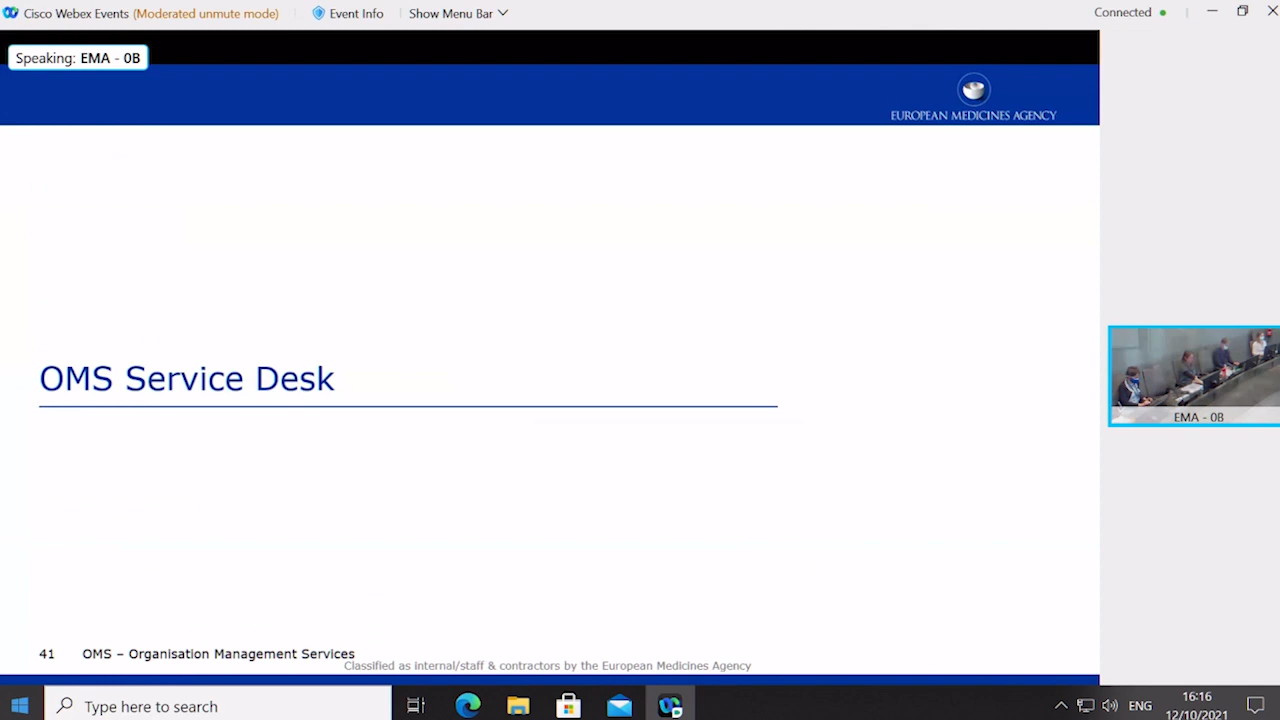 Cisco Webex Events (Moderated unmute mode) Event Info Show Menu Bar Connected
Speaking: EMA - 0B
EUROPEAN MEDICINES AGENCY
OMS Service Desk
EMA - 0B
41 OMS – Organisation Management Services
Classified as internal/staff & contractors by the European Medicines Agency
Type here to search
ENG
16:16
12/10/2021